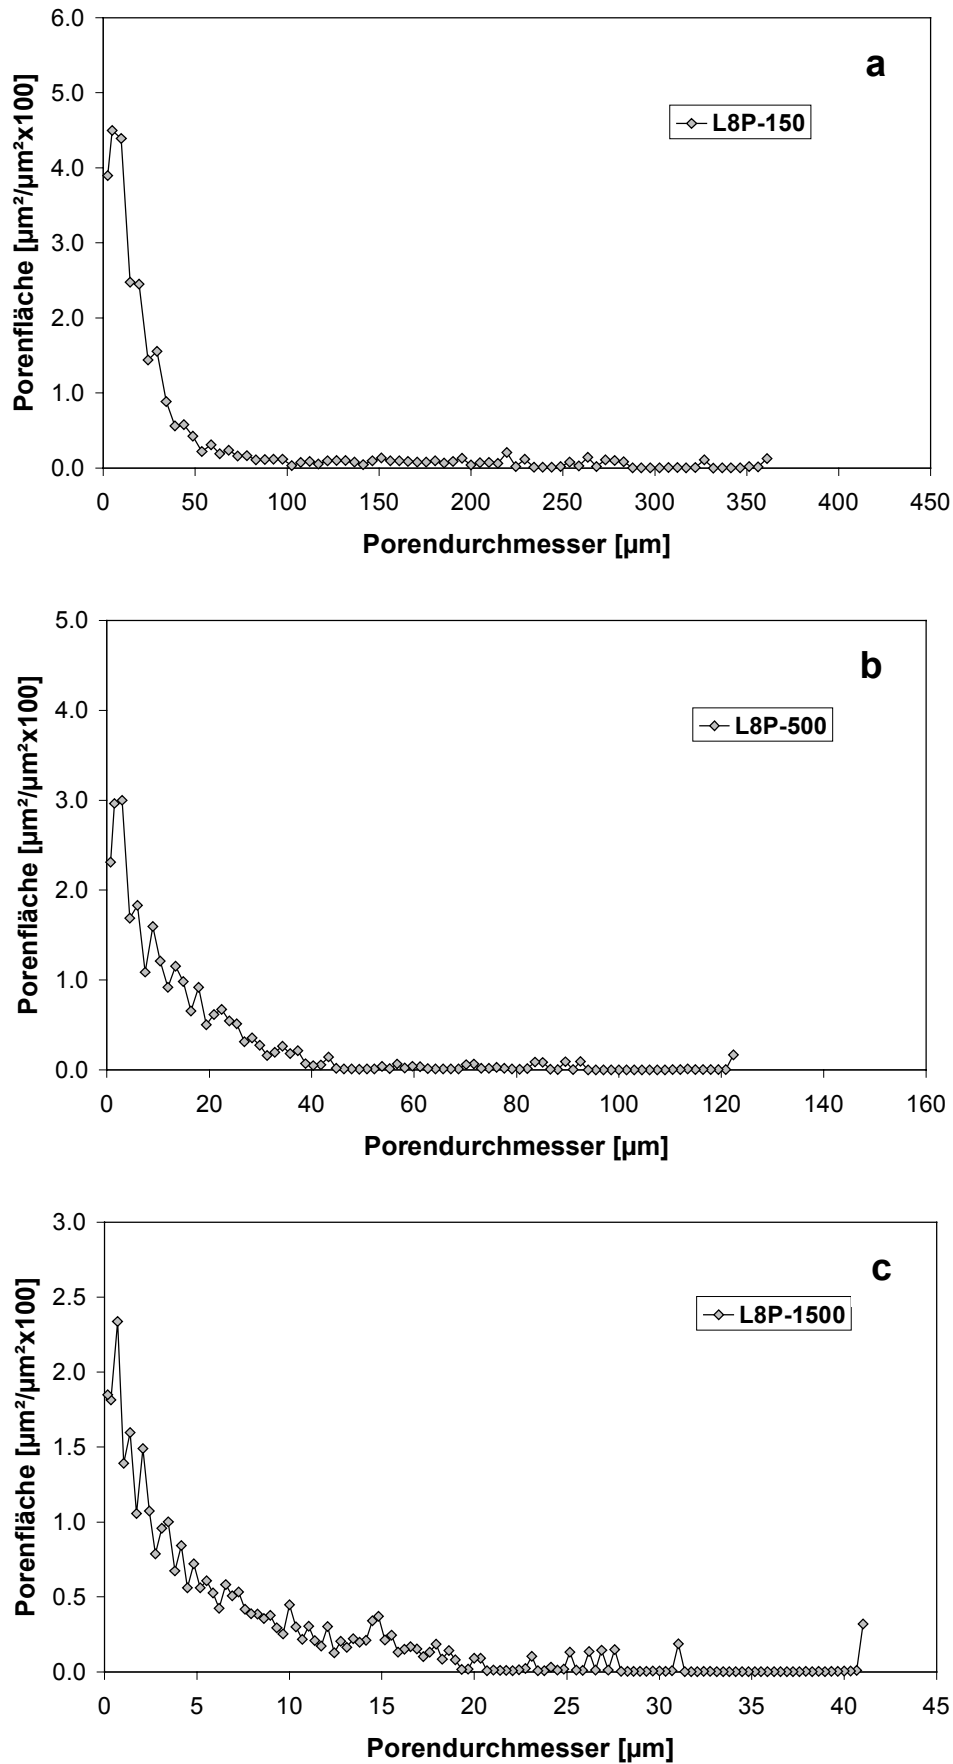 6.0
a
5.0
L8P-150
4.0
3.0
2.0
1.0
0.0
Porenfläche [µm²/µm²x100]
0 50 100 150 200 250 300 350 400 450
Porendurchmesser [µm]
5.0
b
4.0
L8P-500
3.0
2.0
1.0
0.0
Porenfläche [µm²/µm²x100]
0 20 40 60 80 100 120 140 160
Porendurchmesser [µm]
3.0
c
2.5
L8P-1500
2.0
1.5
1.0
0.5
0.0
Porenfläche [µm²/µm²x100]
0 5 10 15 20 25 30 35 40 45
Porendurchmesser [µm]